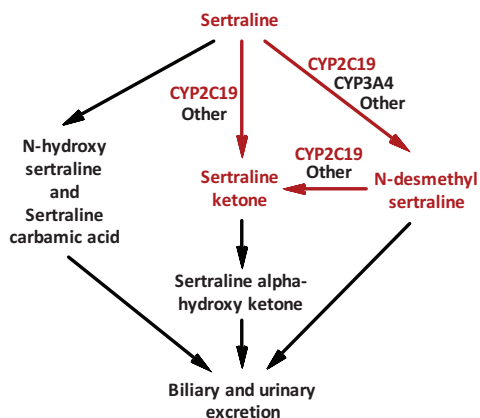 Sertraline
CYP2C19
Other
CYP2C19
CYP3A4
Other
N-hydroxy
sertraline
and
Sertraline
carbamic acid
Sertraline
ketone
CYP2C19
Other
N-desmethyl
sertraline
Sertraline alpha-
hydroxy ketone
Biliary and urinary
excretion